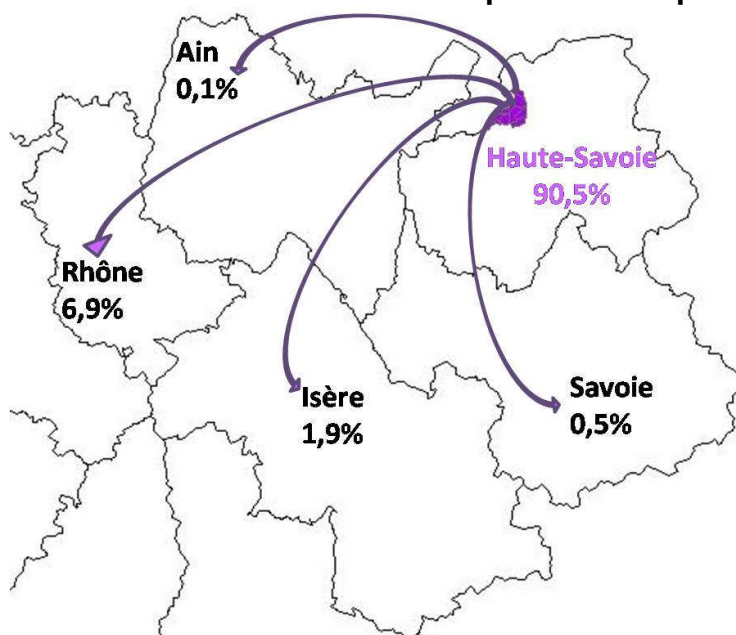 Ain
0,1%
Haute-Savoie
90,5%
Rhône
6,9%
Isère
1,9%
Savoie
0,5%